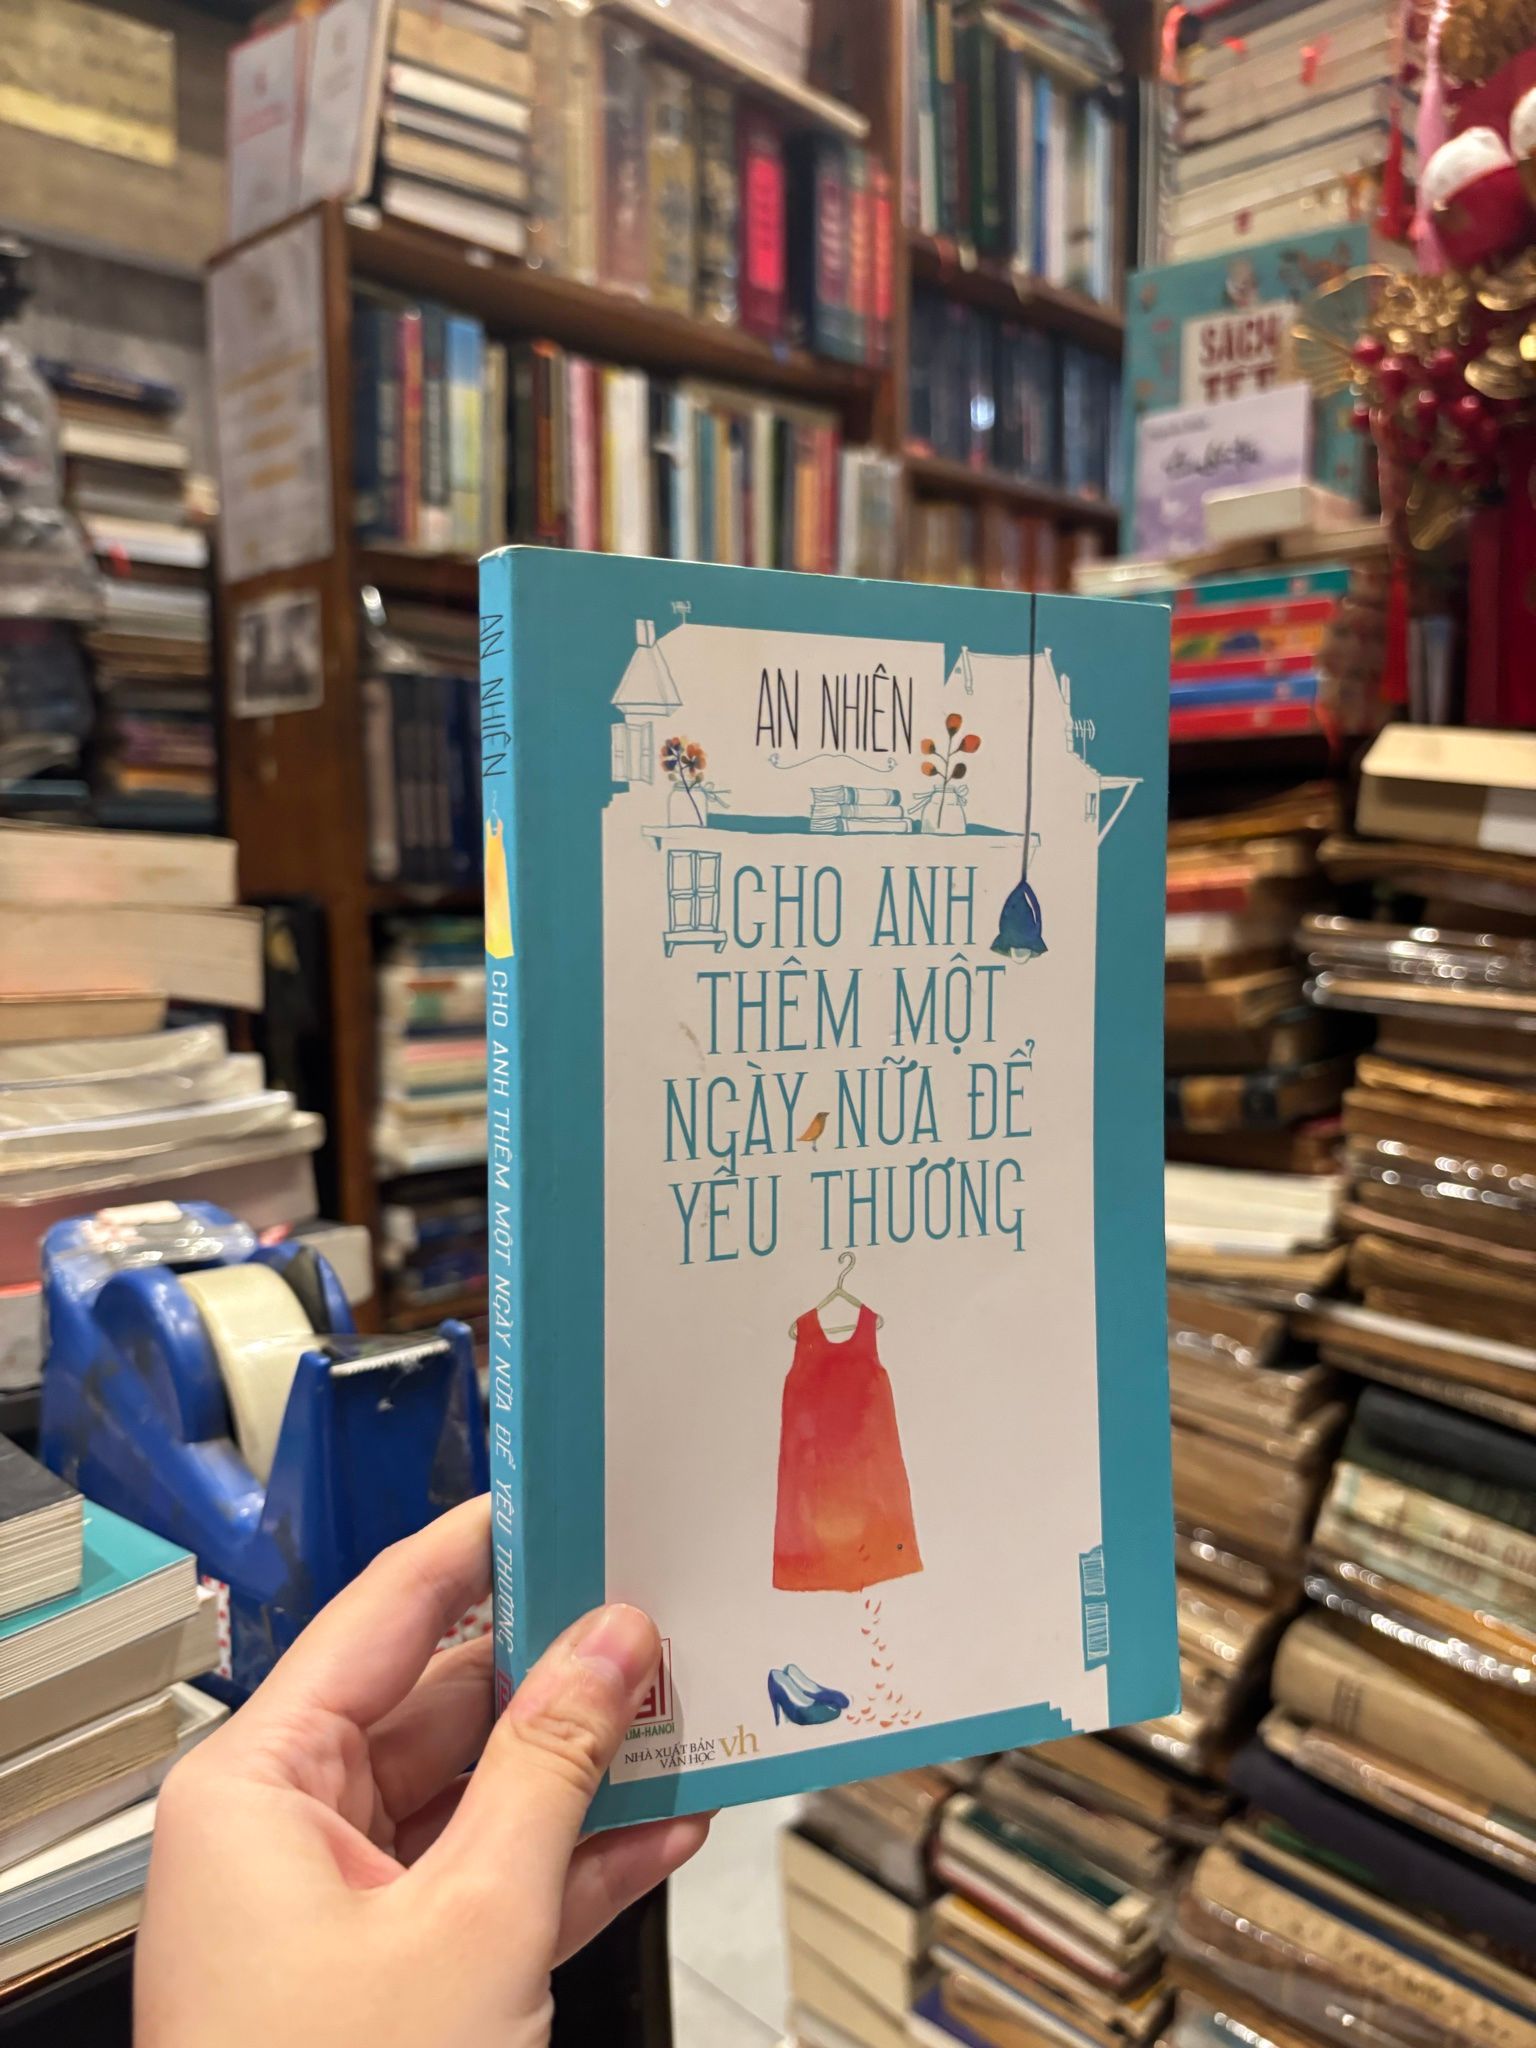 AN NHIÊN
CHO ANH
THÊM MỘT
NGÀY NỮA ĐỂ
YÊU THƯƠNG
NHÀ XUẤT BẢN
VĂN HỌC
vh
AN NHIÊN
CHO ANH THÊM MỘT NGÀY NỮA ĐỂ YÊU THƯƠNG
SÁCH
TẾT